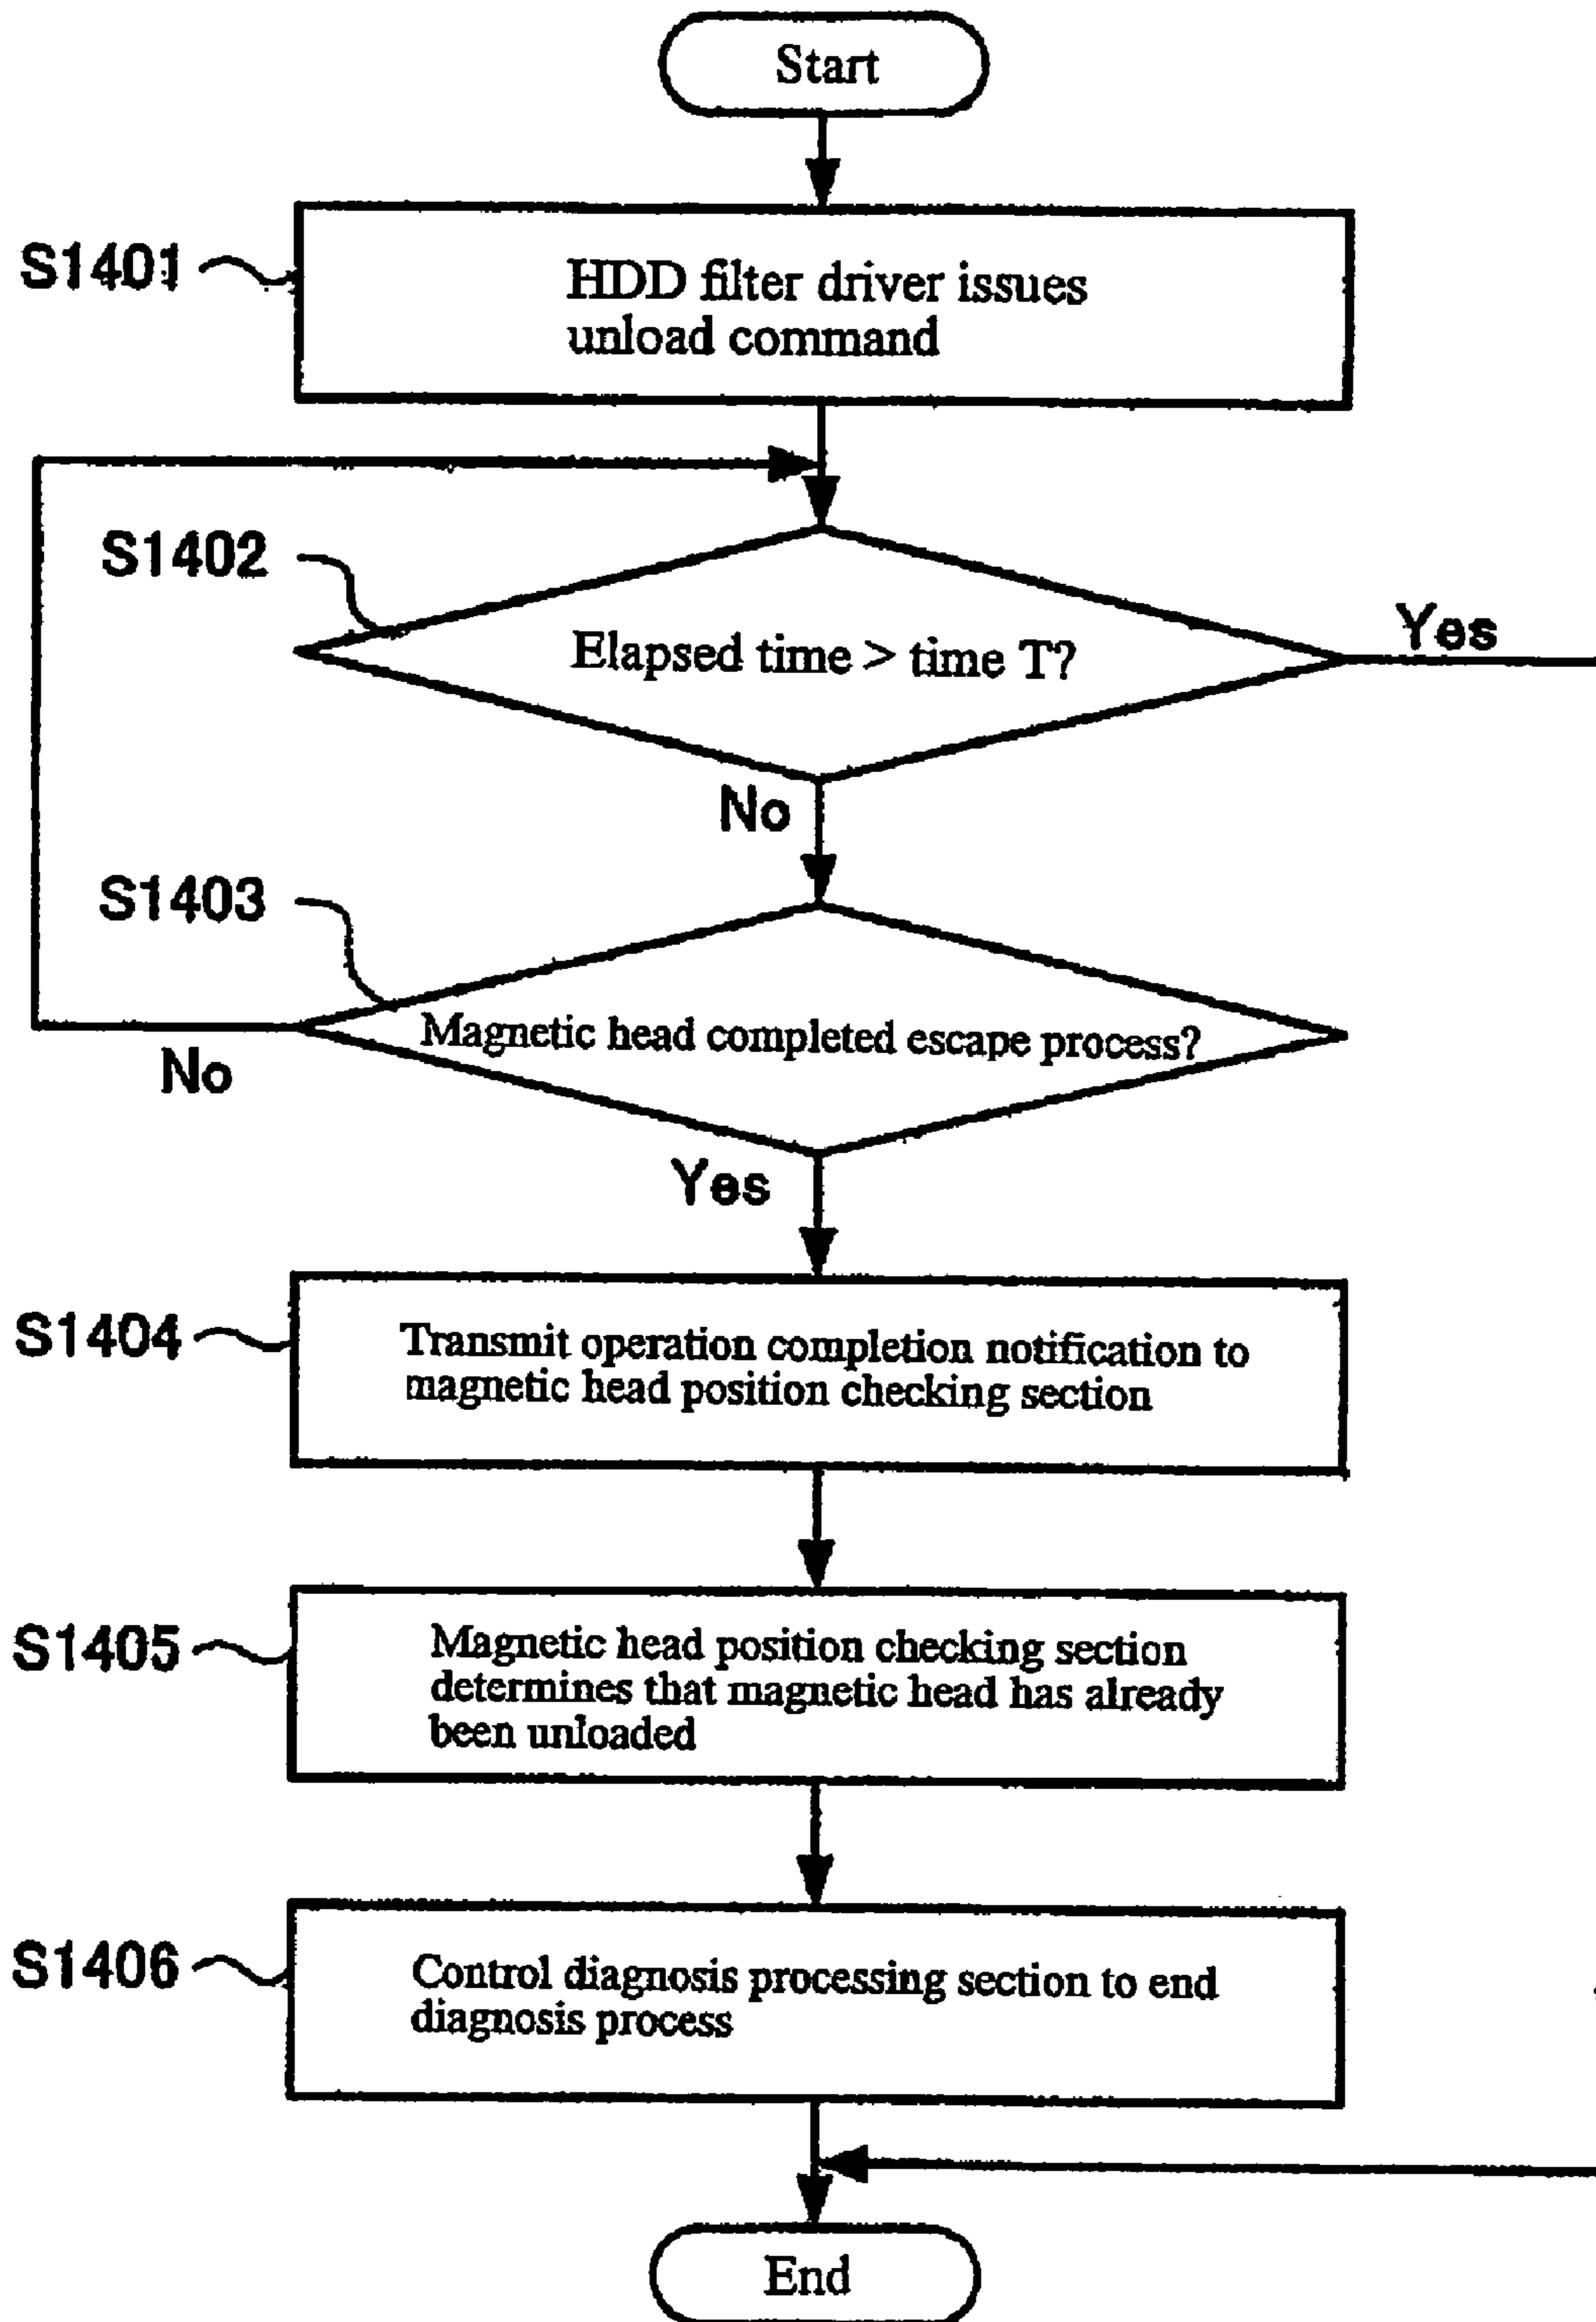 Start
S1401
HDD filter driver issues
unload command
S1402
Elapsed time > time T?
Yes
No
S1403
Magnetic head completed escape process?
No
Yes
S1404
Transmit operation completion notification to
magnetic head position checking section
S1405
Magnetic head position checking section
determines that magnetic head has already
been unloaded
S1406
Control diagnosis processing section to end
diagnosis process
End